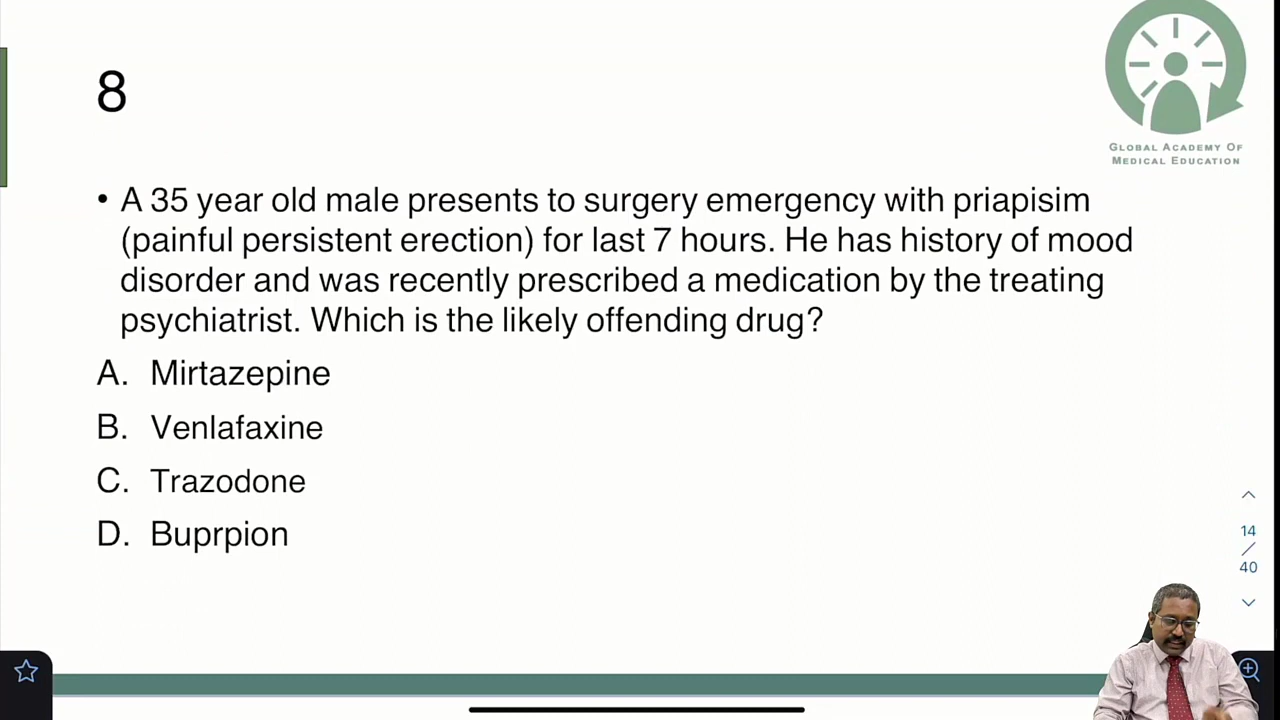 8
GLOBAL ACADEMY OF
MEDICAL EDUCATION
• A 35 year old male presents to surgery emergency with priapisim
(painful persistent erection) for last 7 hours. He has history of mood
disorder and was recently prescribed a medication by the treating
psychiatrist. Which is the likely offending drug?
A. Mirtazepine
B. Venlafaxine
C. Trazodone
D. Buprpion
14
/
40